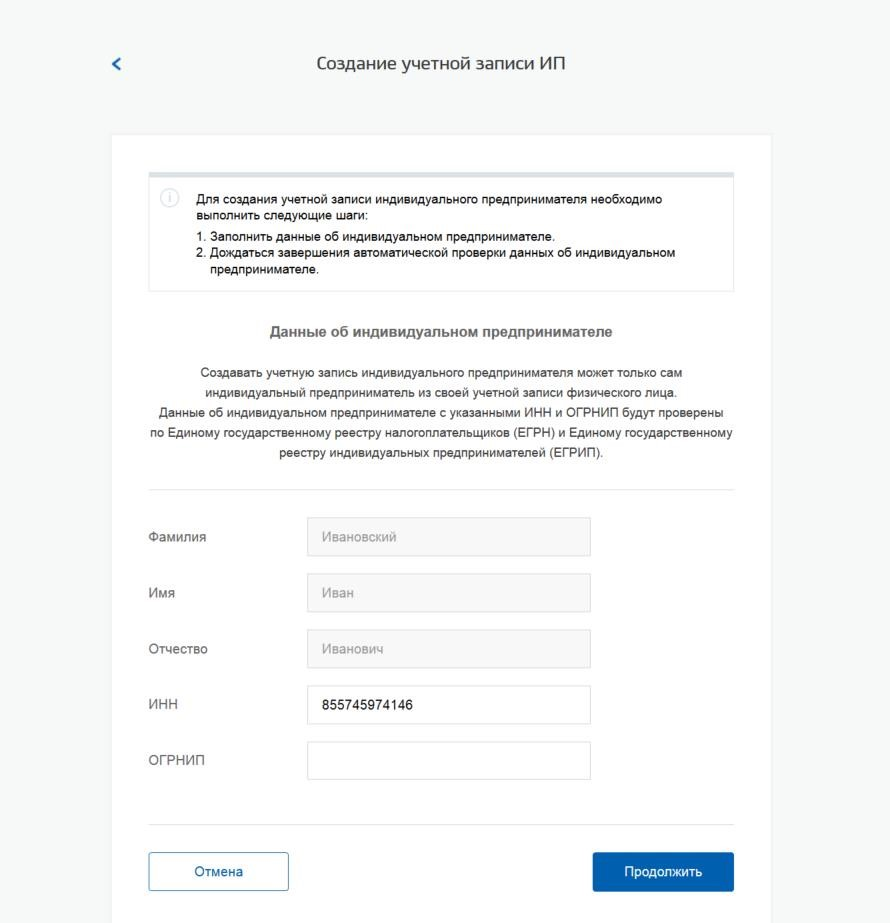 Создание учетной записи ИП
Для создания учетной записи индивидуального предпринимателя необходимо
выполнить следующие шаги:
1. Заполнить данные об индивидуальном предпринимателе.
2. Дождаться завершения автоматической проверки данных об индивидуальном
предпринимателе.
Данные об индивидуальном предпринимателе
Создавать учетную запись индивидуального предпринимателя может только сам
индивидуальный предприниматель из своей учетной записи физического лица.
Данные об индивидуальном предпринимателе с указанными ИНН и ОГРНИП будут проверены
по Единому государственному реестру налогоплательщиков (ЕГРН) и Единому государственному
реестру индивидуальных предпринимателей (ЕГРИП).
Фамилия Ивановский
Имя Иван
Отчество Иванович
ИНН 855745974146
ОГРНИП
Отмена Продолжить